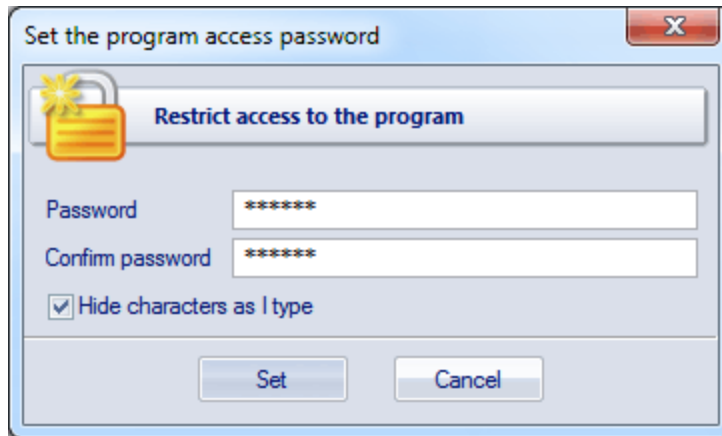 Set the program access password
Restrict access to the program
Password ******
Confirm password ******
Hide characters as I type
Set Cancel